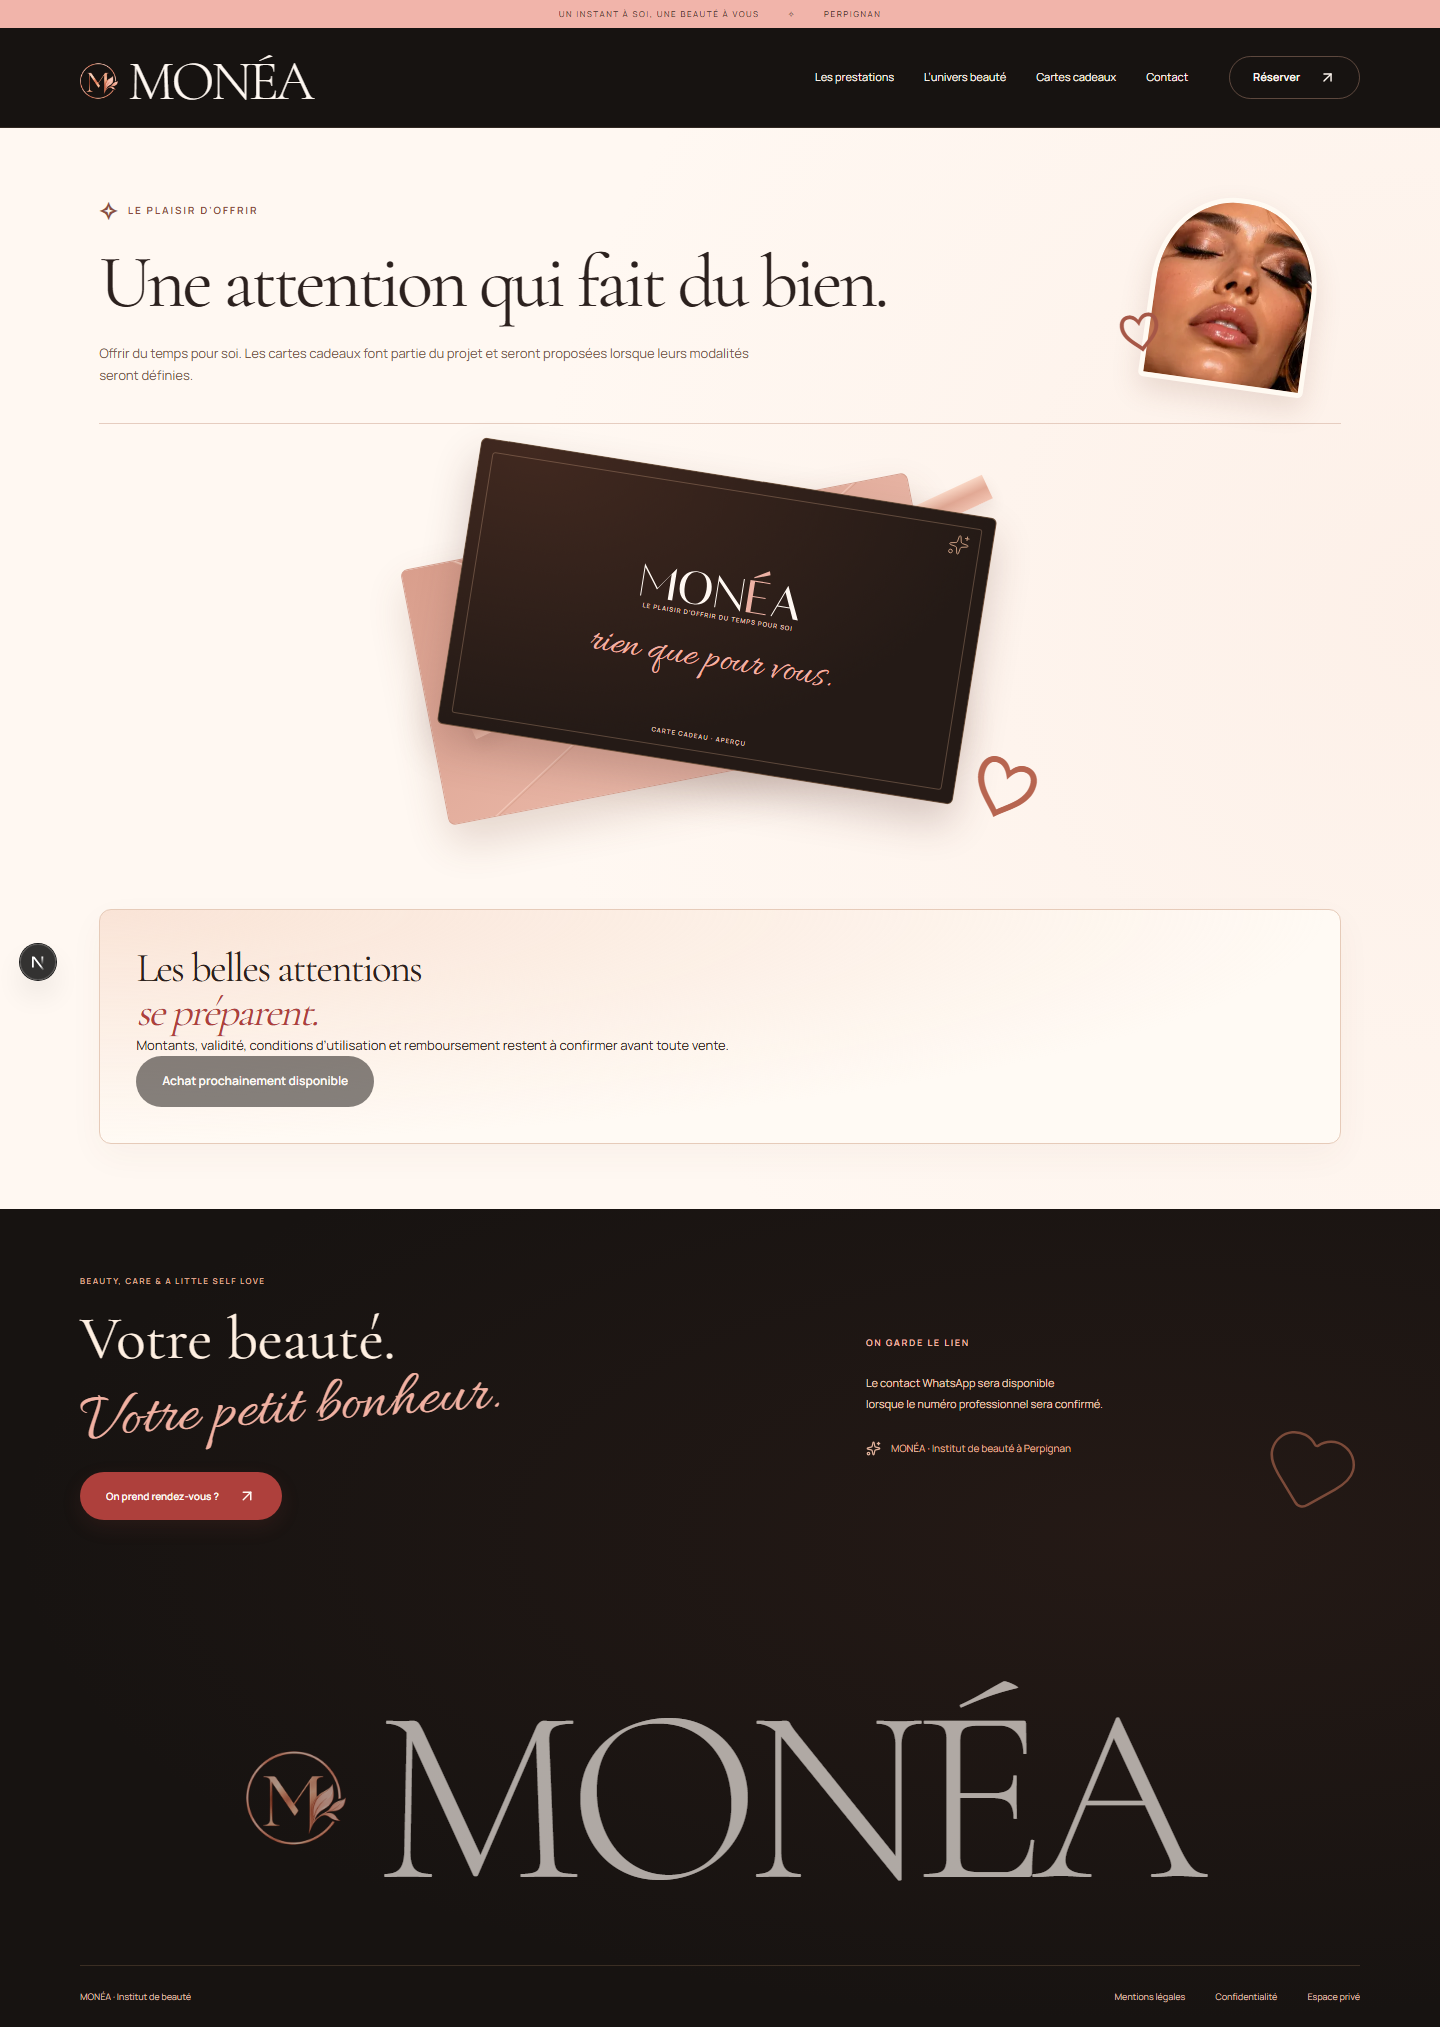 UN INSTANT À SOI, UNE BEAUTÉ À VOUS ✧ PERPIGNAN
M MONÉA
Les prestations L'univers beauté Cartes cadeaux Contact Réserver
LE PLAISIR D'OFFRIR
Une attention qui fait du bien.
Offrir du temps pour soi. Les cartes cadeaux font partie du projet et seront proposées lorsque leurs modalités
seront définies.
MONÉA
LE PLAISIR D'OFFRIR DU TEMPS POUR SOI
rien que pour vous.
CARTE CADEAU · APERÇU
N
Les belles attentions
se préparent.
Montants, validité, conditions d'utilisation et remboursement restent à confirmer avant toute vente.
Achat prochainement disponible
BEAUTY, CARE & A LITTLE SELF LOVE
Votre beauté.
Votre petit bonheur.
On prend rendez-vous ?
ON GARDE LE LIEN
Le contact WhatsApp sera disponible
lorsque le numéro professionnel sera confirmé.
MONÉA · Institut de beauté à Perpignan
M MONÉA
MONÉA · Institut de beauté
Mentions légales Confidentialité Espace privé